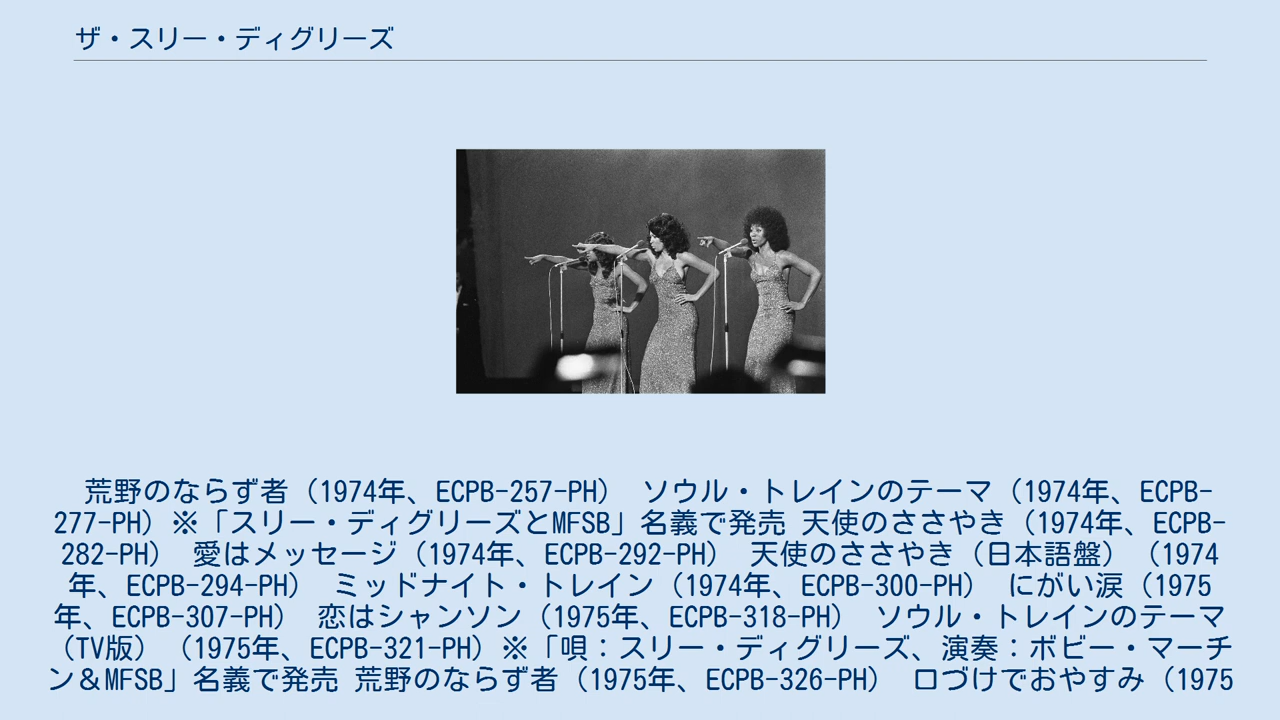 ザ・スリー・ディグリーズ
荒野のならず者（1974年、ECPB-257-PH） ソウル・トレインのテーマ（1974年、ECPB-
277-PH）※「スリー・ディグリーズとMFSB」名義で発売 天使のささやき（1974年、ECPB-
282-PH） 愛はメッセージ（1974年、ECPB-292-PH） 天使のささやき（日本語盤）（1974
年、ECPB-294-PH） ミッドナイト・トレイン（1974年、ECPB-300-PH） にがい涙（1975
年、ECPB-307-PH） 恋はシャンソン（1975年、ECPB-318-PH） ソウル・トレインのテーマ
（TV版）（1975年、ECPB-321-PH）※「唄：スリー・ディグリーズ、演奏：ボビー・マーチ
ン＆MFSB」名義で発売 荒野のならず者（1975年、ECPB-326-PH） 口づけでおやすみ（1975